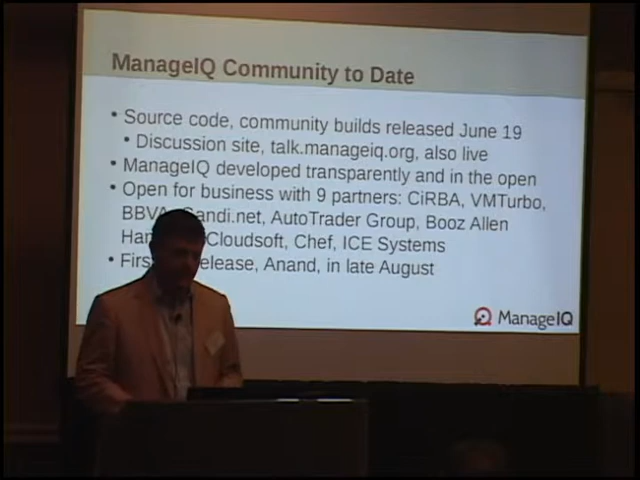 ManageIQ Community to Date
• Source code, community builds released June 19
• Discussion site, talk.manageiq.org, also live
• ManageIQ developed transparently and in the open
• Open for business with 9 partners: CiRBA, VMTurbo,
BBVA, Gandi.net, AutoTrader Group, Booz Allen
Cloudsoft, Chef, ICE Systems
• First release, Anand, in late August
ManageIQ